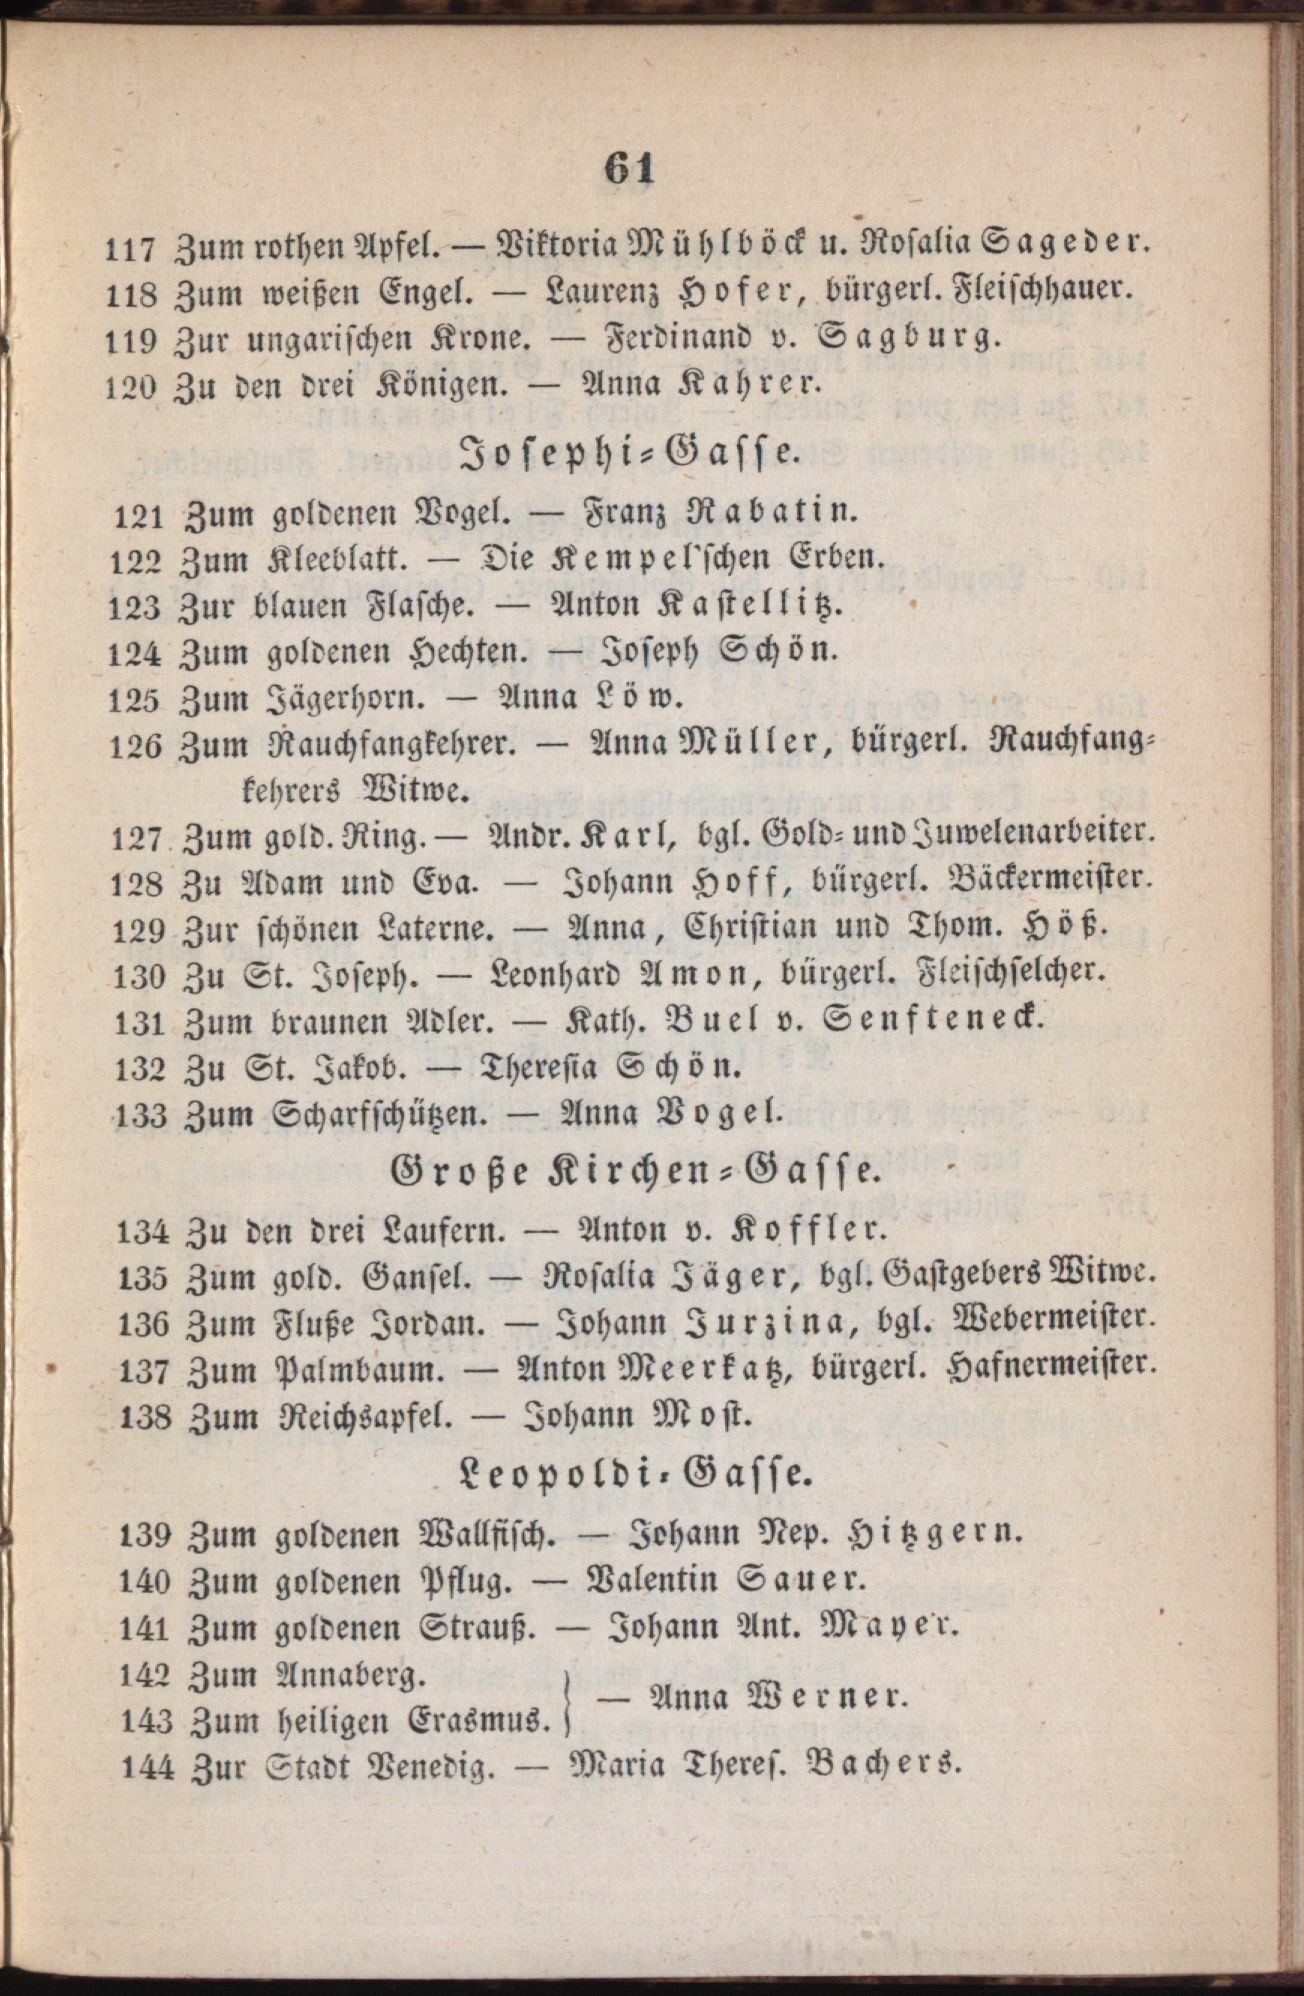 61
117 Zum rothen Apfel. — Viktoria Mühlböck u. Rosalia Sageder.
118 Zum weißen Engel. — Laurenz Hofer, bürgerl. Fleischhauer.
119 Zur ungarischen Krone. — Ferdinand v. Sagburg.
120 Zu den drei Königen. — Anna Kahrer.
Josephi-Gasse.
121 Zum goldenen Vogel. — Franz Rabatin.
122 Zum Kleeblatt. — Die Kempel'schen Erben.
123 Zur blauen Flasche. — Anton Kastellitz.
124 Zum goldenen Hechten. — Joseph Schön.
125 Zum Jägerhorn. — Anna Löw.
126 Zum Rauchfangkehrer. — Anna Müller, bürgerl. Rauchfang-
kehrers Witwe.
127 Zum gold. Ring. — Andr. Karl, bgl. Gold- und Juwelenarbeiter.
128 Zu Adam und Eva. — Johann Hoff, bürgerl. Bäckermeister.
129 Zur schönen Laterne. — Anna, Christian und Thom. Höß.
130 Zu St. Joseph. — Leonhard Amon, bürgerl. Fleischselcher.
131 Zum braunen Adler. — Kath. Buel v. Senfteneck.
132 Zu St. Jakob. — Theresia Schön.
133 Zum Scharfschützen. — Anna Vogel.
Große Kirchen-Gasse.
134 Zu den drei Laufern. — Anton v. Koffler.
135 Zum gold. Gansel. — Rosalia Jäger, bgl. Gastgebers Witwe.
136 Zum Fluße Jordan. — Johann Jurzina, bgl. Webermeister.
137 Zum Palmbaum. — Anton Meerkatz, bürgerl. Hafnermeister.
138 Zum Reichsapfel. — Johann Most.
Leopoldi-Gasse.
139 Zum goldenen Wallfisch. — Johann Nep. Hitzgern.
140 Zum goldenen Pflug. — Valentin Sauer.
141 Zum goldenen Strauß. — Johann Ant. Mayer.
142 Zum Annaberg.
143 Zum heiligen Erasmus. } — Anna Werner.
144 Zur Stadt Venedig. — Maria Theres. Bachers.